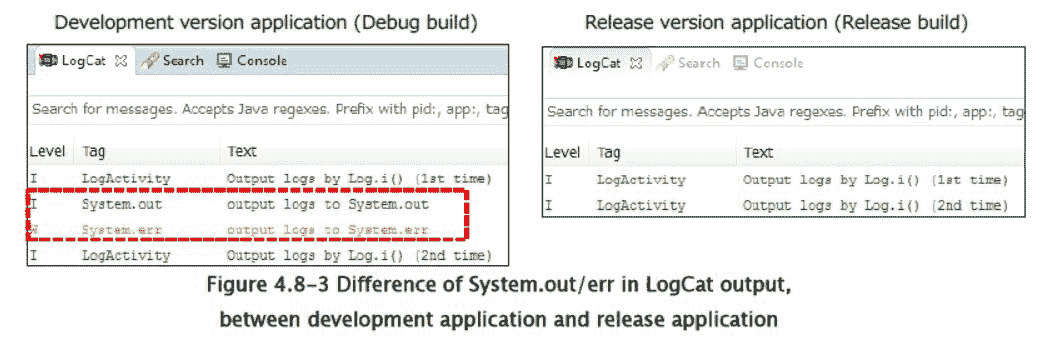 Development version application (Debug build)
LogCat Search Console
Search for messages. Accepts Java regexes. Prefix with pid:, app:, tag
Level Tag Text
I LogActivity Output logs by Log.i() (1st time)
I System.out output logs to System.out
W System.err output logs to System.err
I LogActivity Output logs by Log.i() (2nd time)
Release version application (Release build)
LogCat Search Console
Search for messages. Accepts Java regexes. Prefix with pid:, app:, tag
Level Tag Text
I LogActivity Output logs by Log.i() (1st time)
I LogActivity Output logs by Log.i() (2nd time)
Figure 4.8-3 Difference of System.out/err in LogCat output,
between development application and release application